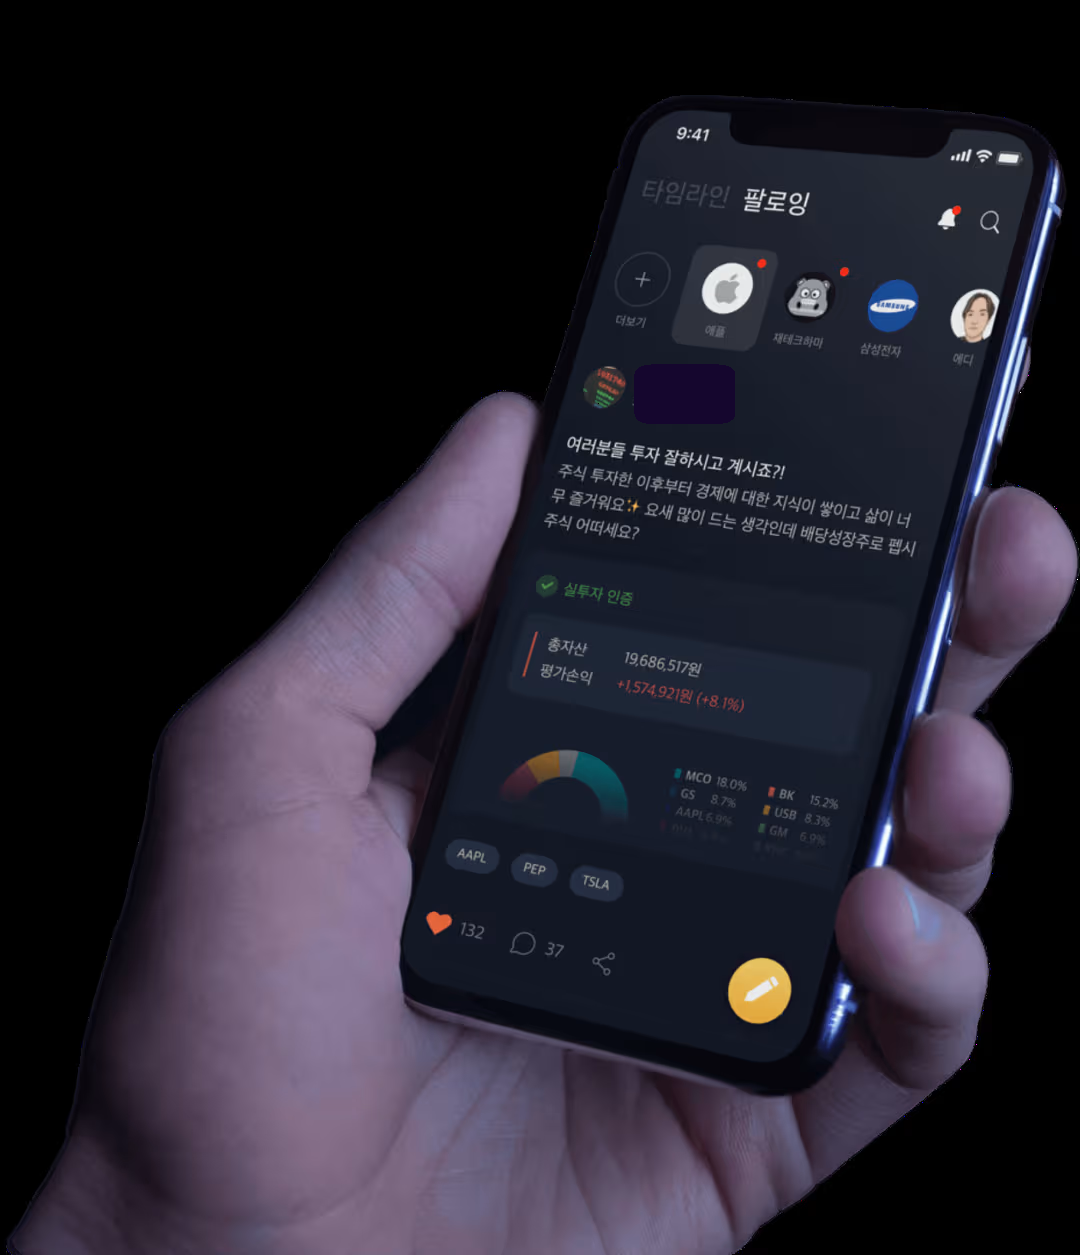 9:41
타임라인 팔로잉
SAMSUNG
더보기
애플
재테크하마
삼성전자
에디
여러분들 투자 잘하시고 계시죠?!
주식 투자한 이후부터 경제에 대한 지식이 쌓이고 삶이 너
무 즐거워요✨ 요새 많이 드는 생각인데 배당성장주로 펩시
주식 어떠세요?
실투자 인증
총자산 19,686,517원
평가손익 +1,574,921원 (+8.1%)
MCO 18.0% BK 15.2%
GS 8.7% USB 8.3%
AAPL 6.9% GM 6.9%
AAPL PEP TSLA
132 37